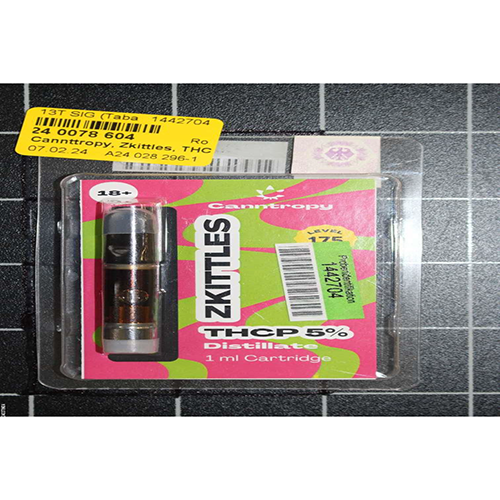 13T SIG (Taba 1442704
24 0078 604
Ro
Canntropy, Zkittles, THC
07.02.24 A24 028 296-1
18+
Canntropy
LEVEL
175
ZKITTLES
Probenidentifikation
1442704
THCP 5%
Distillate
1 ml Cartridge